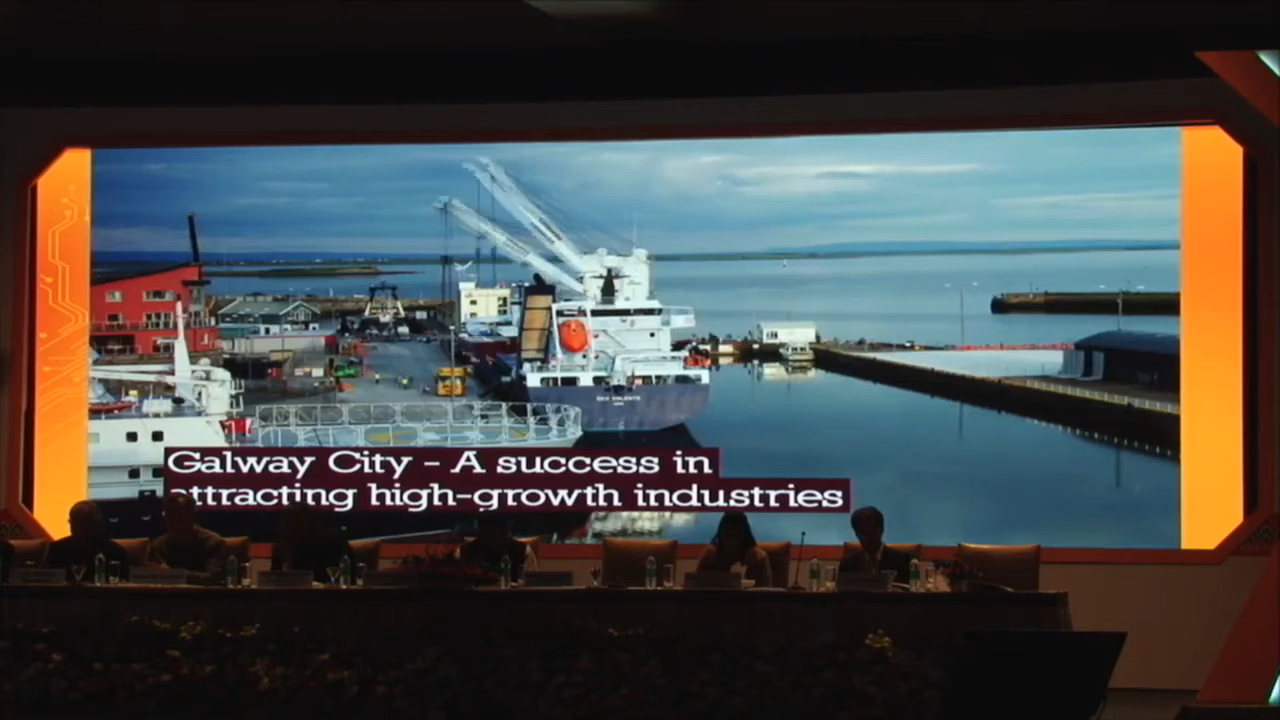 Galway City - A success in
attracting high-growth industries